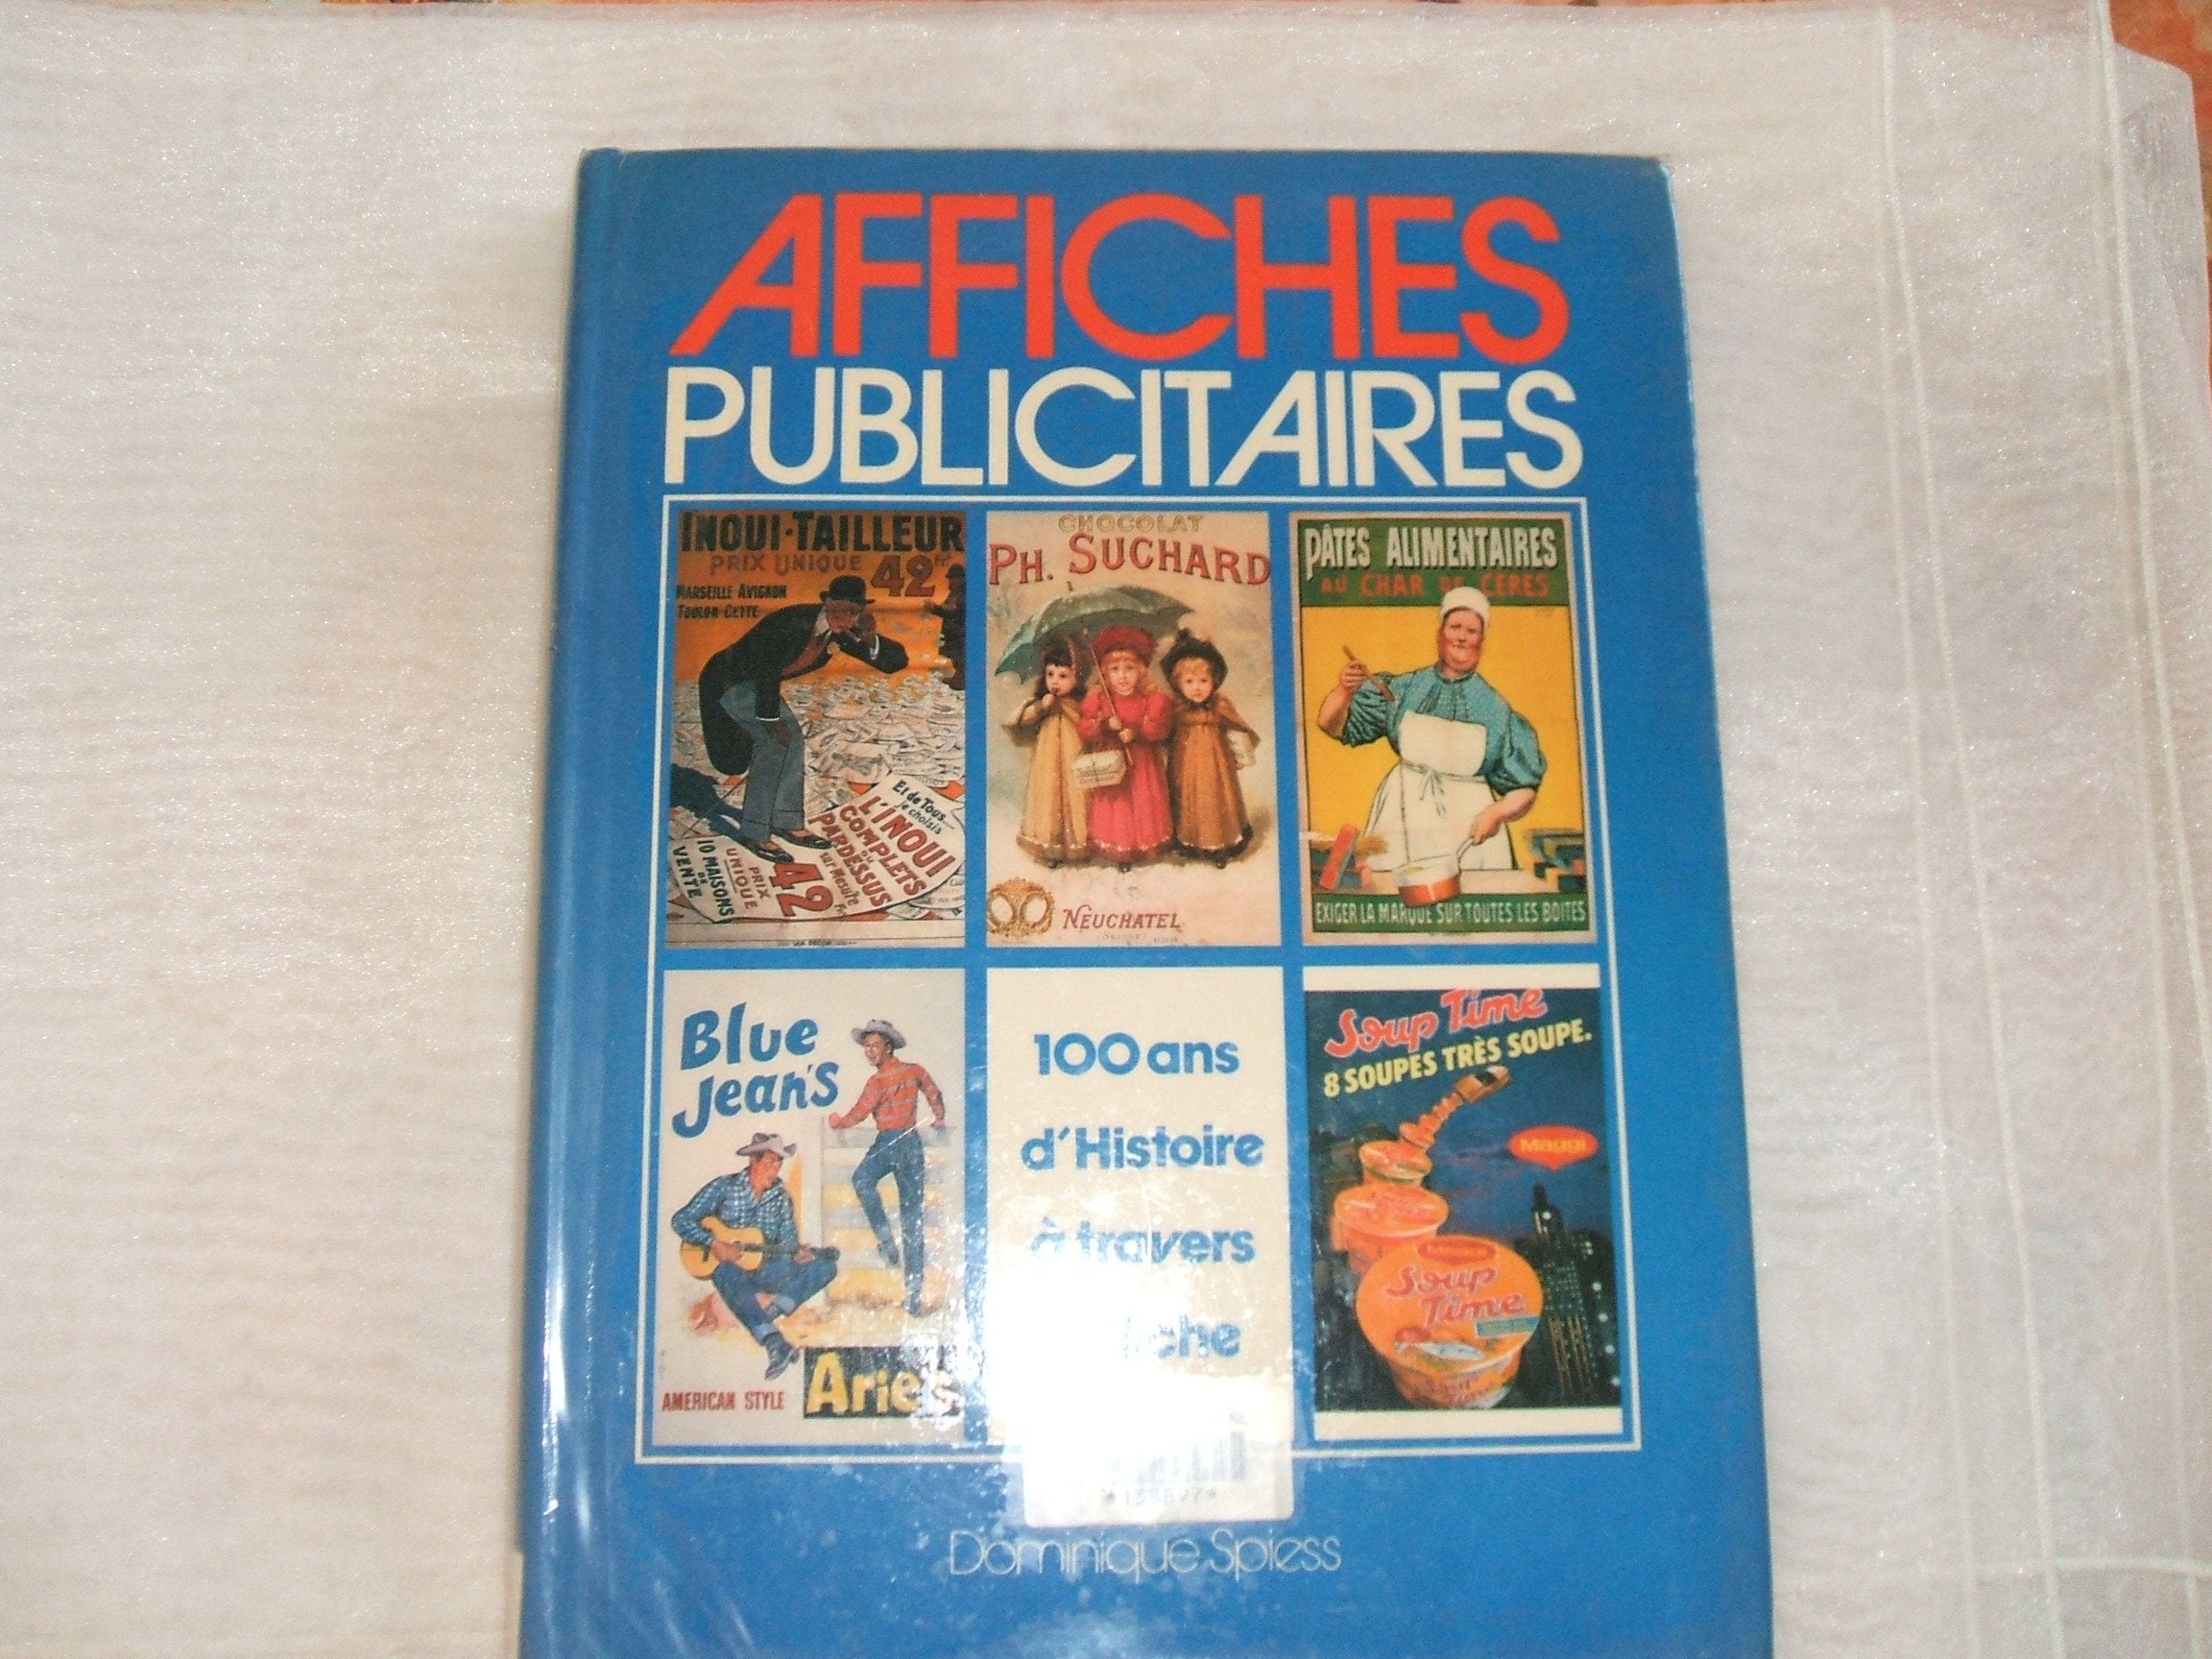 AFFICHES
PUBLICITAIRES
INOUI-TAILLEUR
PRIX UNIQUE 42
MARSEILLE AVIGNON
TOULON CETTE
Et de Tous...
je choisis
L'INOUI
COMPLETS
OU
PARDESSUS
sur Mesure
10 MAISONS
DE
VENTE
PRIX
UNIQUE
42
CHOCOLAT
PH. SUCHARD
NEUCHATEL
PÂTES ALIMENTAIRES
AU CHAR DE CERES
EXIGER LA MARQUE SUR TOUTES LES BOITES
Blue
Jean's
AMERICAN STYLE
Arie's
100 ans
d'Histoire
à travers
Soup Time
8 SOUPES TRÈS SOUPE.
MAGGI
Soup
Time
Dominique Spiess